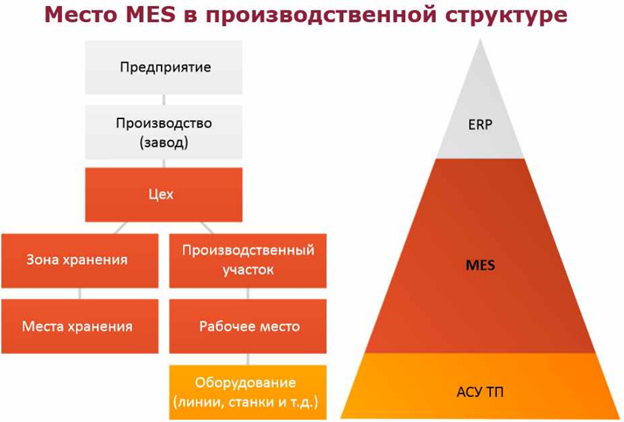 Место MES в производственной структуре
Предприятие
Производство
(завод)
Цех
Зона хранения
Производственный
участок
Места хранения
Рабочее место
Оборудование
(линии, станки и т.д.)
ERP
MES
АСУ ТП